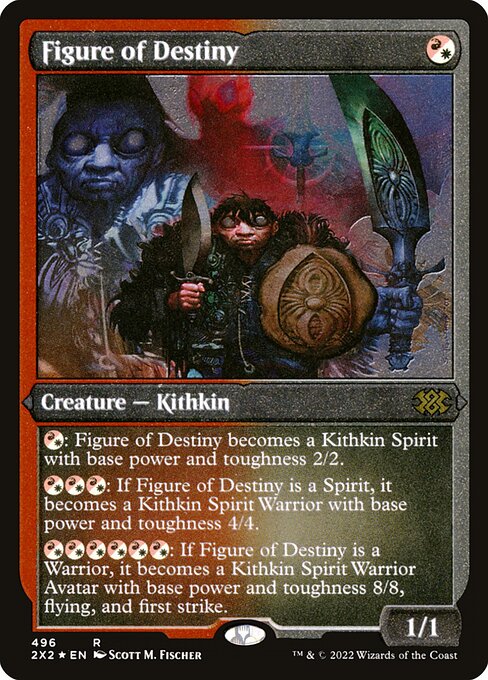 Figure of Destiny
Creature — Kithkin
: Figure of Destiny becomes a Kithkin Spirit
with base power and toughness 2/2.
: If Figure of Destiny is a Spirit, it
becomes a Kithkin Spirit Warrior with base
power and toughness 4/4.
: If Figure of Destiny is a
Warrior, it becomes a Kithkin Spirit Warrior
Avatar with base power and toughness 8/8,
flying, and first strike.
1/1
496 R
2X2 ★ EN Scott M. Fischer
™ & © 2022 Wizards of the Coast